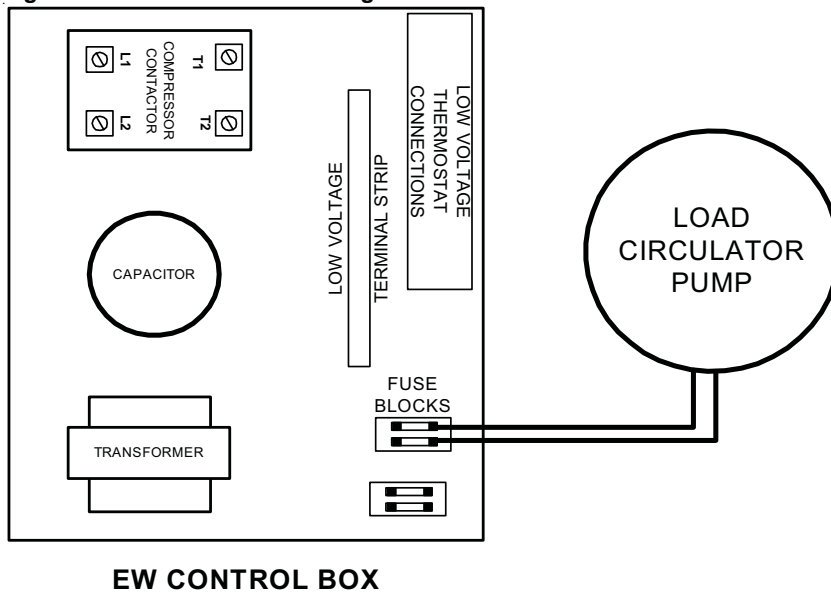 L1
L2
COMPRESSOR
CONTACTOR
T1
T2
LOW VOLTAGE
THERMOSTAT
CONNECTIONS
LOW VOLTAGE
TERMINAL STRIP
CAPACITOR
LOAD
CIRCULATOR
PUMP
FUSE
BLOCKS
TRANSFORMER
EW CONTROL BOX